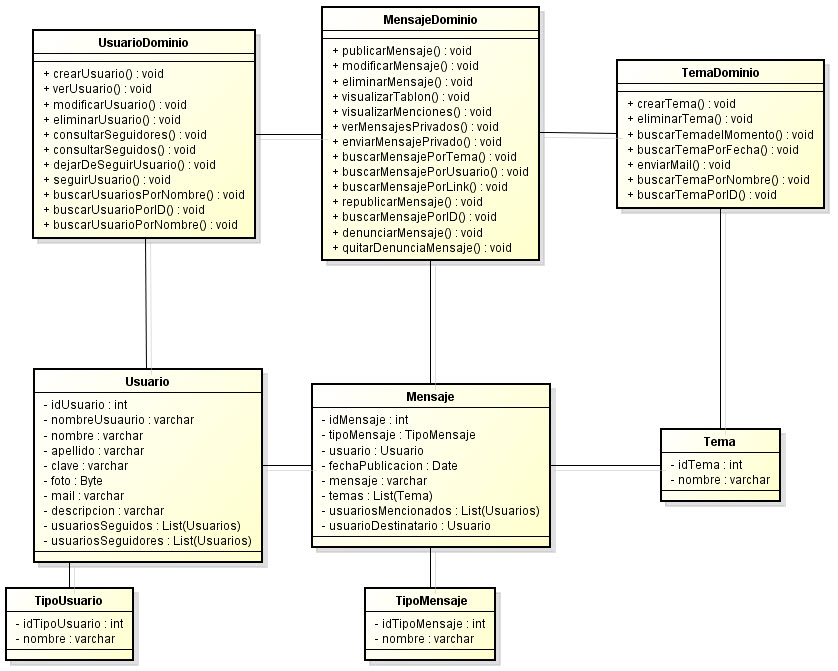 UsuarioDominio
+ crearUsuario() : void
+ verUsuario() : void
+ modificarUsuario() : void
+ eliminarUsuario() : void
+ consultarSeguidores() : void
+ consultarSeguidos() : void
+ dejarDeSeguirUsuario() : void
+ seguirUsuario() : void
+ buscarUsuariosPorNombre() : void
+ buscarUsuarioPorID() : void
+ buscarUsuarioPorNombre() : void
MensajeDominio
+ publicarMensaje() : void
+ modificarMensaje() : void
+ eliminarMensaje() : void
+ visualizarTablon() : void
+ visualizarMenciones() : void
+ verMensajesPrivados() : void
+ enviarMensajePrivado() : void
+ buscarMensajePorTema() : void
+ buscarMensajePorUsuario() : void
+ buscarMensajePorLink() : void
+ republicarMensaje() : void
+ buscarMensajePorID() : void
+ denunciarMensaje() : void
+ quitarDenunciaMensaje() : void
TemaDominio
+ crearTema() : void
+ eliminarTema() : void
+ buscarTemadelMomento() : void
+ buscarTemaPorFecha() : void
+ enviarMail() : void
+ buscarTemaPorNombre() : void
+ buscarTemaPorID() : void
Usuario
- idUsuario : int
- nombreUsuaurio : varchar
- nombre : varchar
- apellido : varchar
- clave : varchar
- foto : Byte
- mail : varchar
- descripcion : varchar
- usuariosSeguidos : List(Usuarios)
- usuariosSeguidores : List(Usuarios)
Mensaje
- idMensaje : int
- tipoMensaje : TipoMensaje
- usuario : Usuario
- fechaPublicacion : Date
- mensaje : varchar
- temas : List(Tema)
- usuariosMencionados : List(Usuarios)
- usuarioDestinatario : Usuario
Tema
- idTema : int
- nombre : varchar
TipoUsuario
- idTipoUsuario : int
- nombre : varchar
TipoMensaje
- idTipoMensaje : int
- nombre : varchar